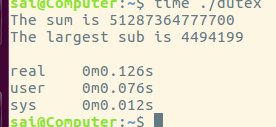 sai@Computer:~$ time ./dutex
The sum is 51287364777700
The largest sub is 4494199
real 0m0.126s
user 0m0.076s
sys 0m0.012s
sai@Computer:~$